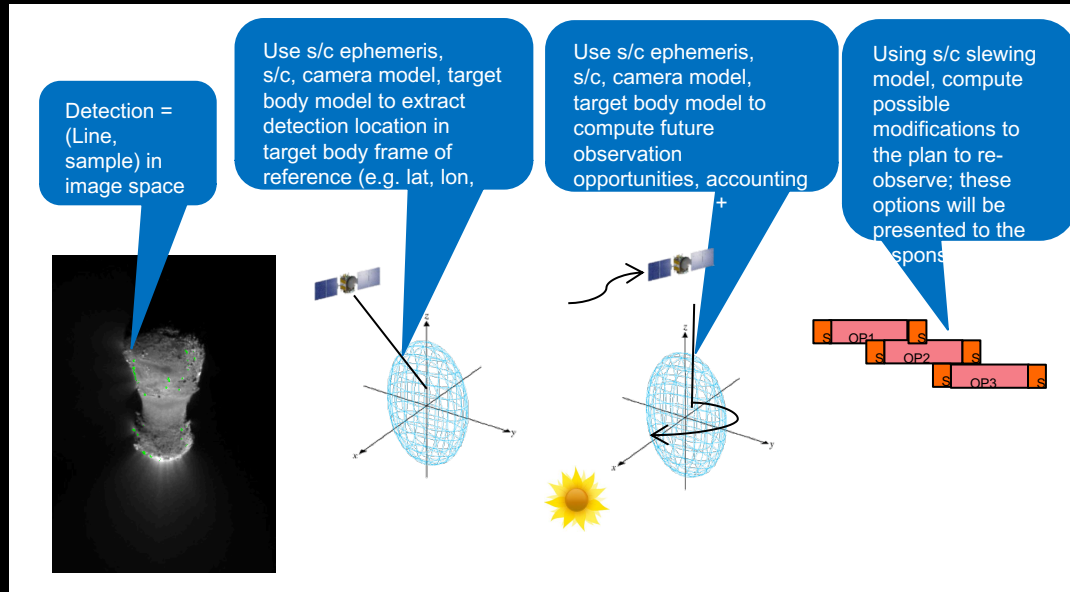 Detection =
(Line,
sample) in
image space
Use s/c ephemeris,
s/c, camera model, target
body model to extract
detection location in
target body frame of
reference (e.g. lat, lon,
Use s/c ephemeris,
s/c, camera model,
target body model to
compute future
observation
opportunities, accounting
+
Using s/c slewing
model, compute
possible
modifications to
the plan to re-
observe; these
options will be
presented to the
z
y
x
z
y
x
S OP1 S
S OP2 S
S OP3 S